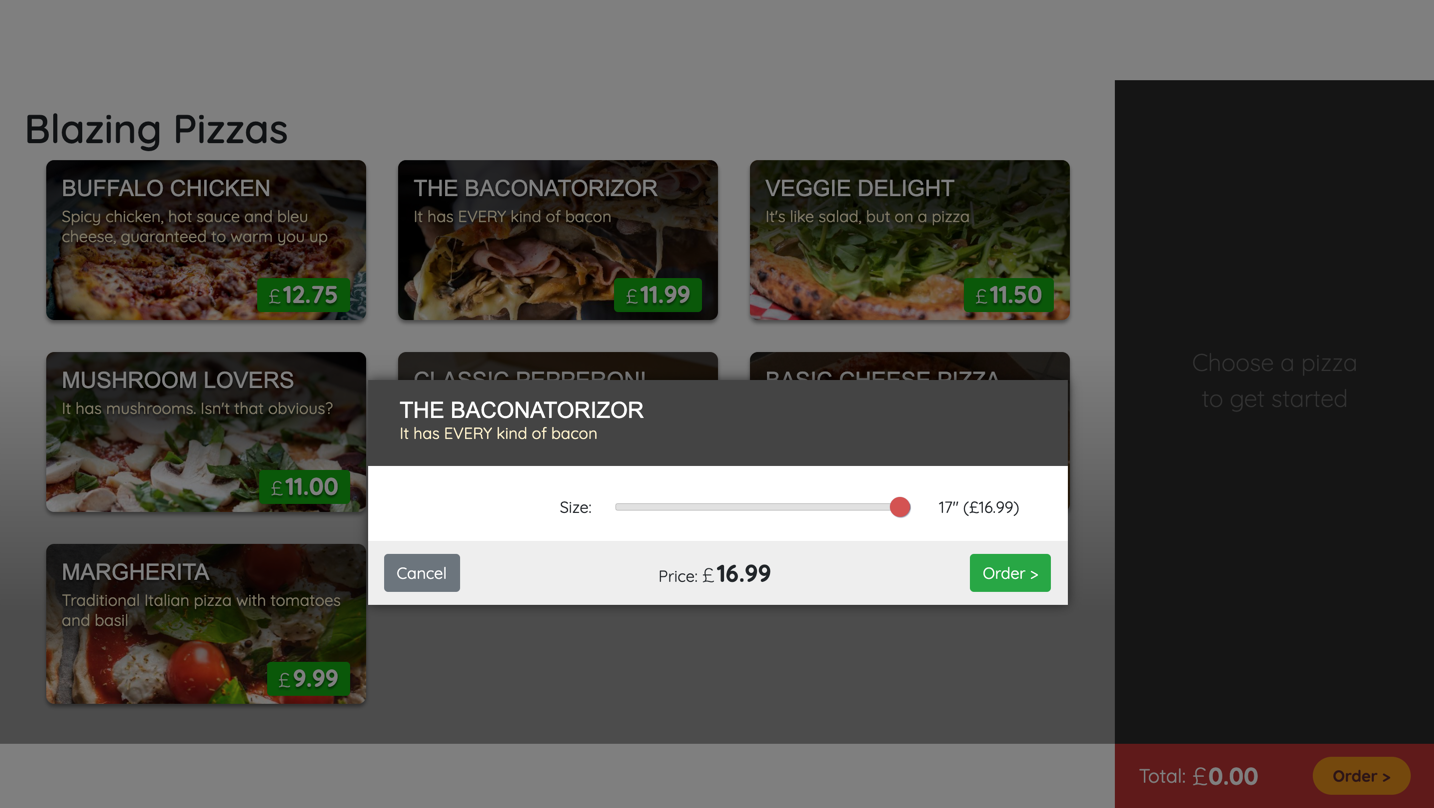 Blazing Pizzas
BUFFALO CHICKEN
Spicy chicken, hot sauce and bleu
cheese, guaranteed to warm you up
£12.75
THE BACONATORIZOR
It has EVERY kind of bacon
£11.99
VEGGIE DELIGHT
It's like salad, but on a pizza
£11.50
MUSHROOM LOVERS
It has mushrooms. Isn't that obvious?
£11.00
CLASSIC PEPPERONI
BASIC CHEESE PIZZA
MARGHERITA
Traditional Italian pizza with tomatoes
and basil
£9.99
THE BACONATORIZOR
It has EVERY kind of bacon
Size:
17" (£16.99)
Cancel
Price: £16.99
Order >
Choose a pizza
to get started
Total: £0.00
Order >